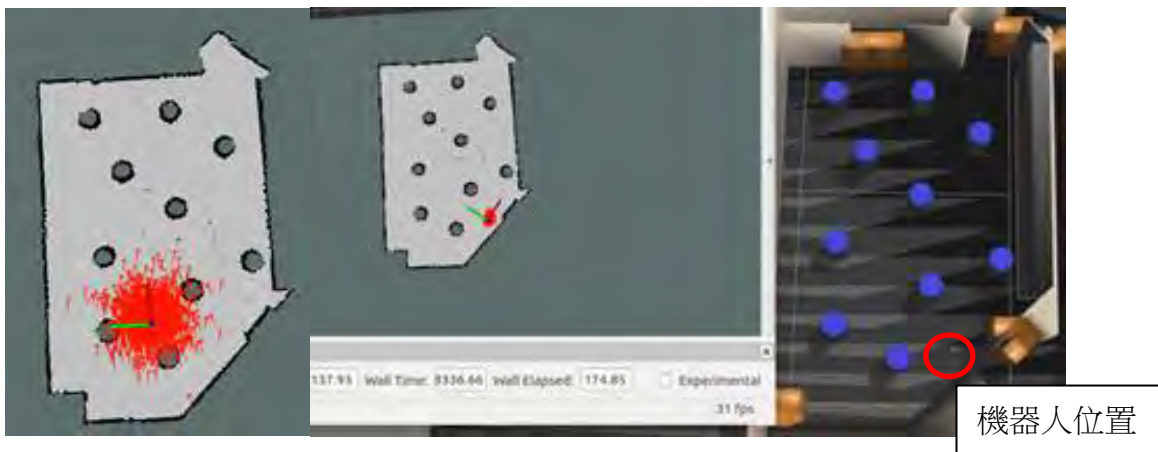 137.93 Wall Time: 8336.66 Wall Elapsed: 174.85 Experimental
31 fps
機器人位置